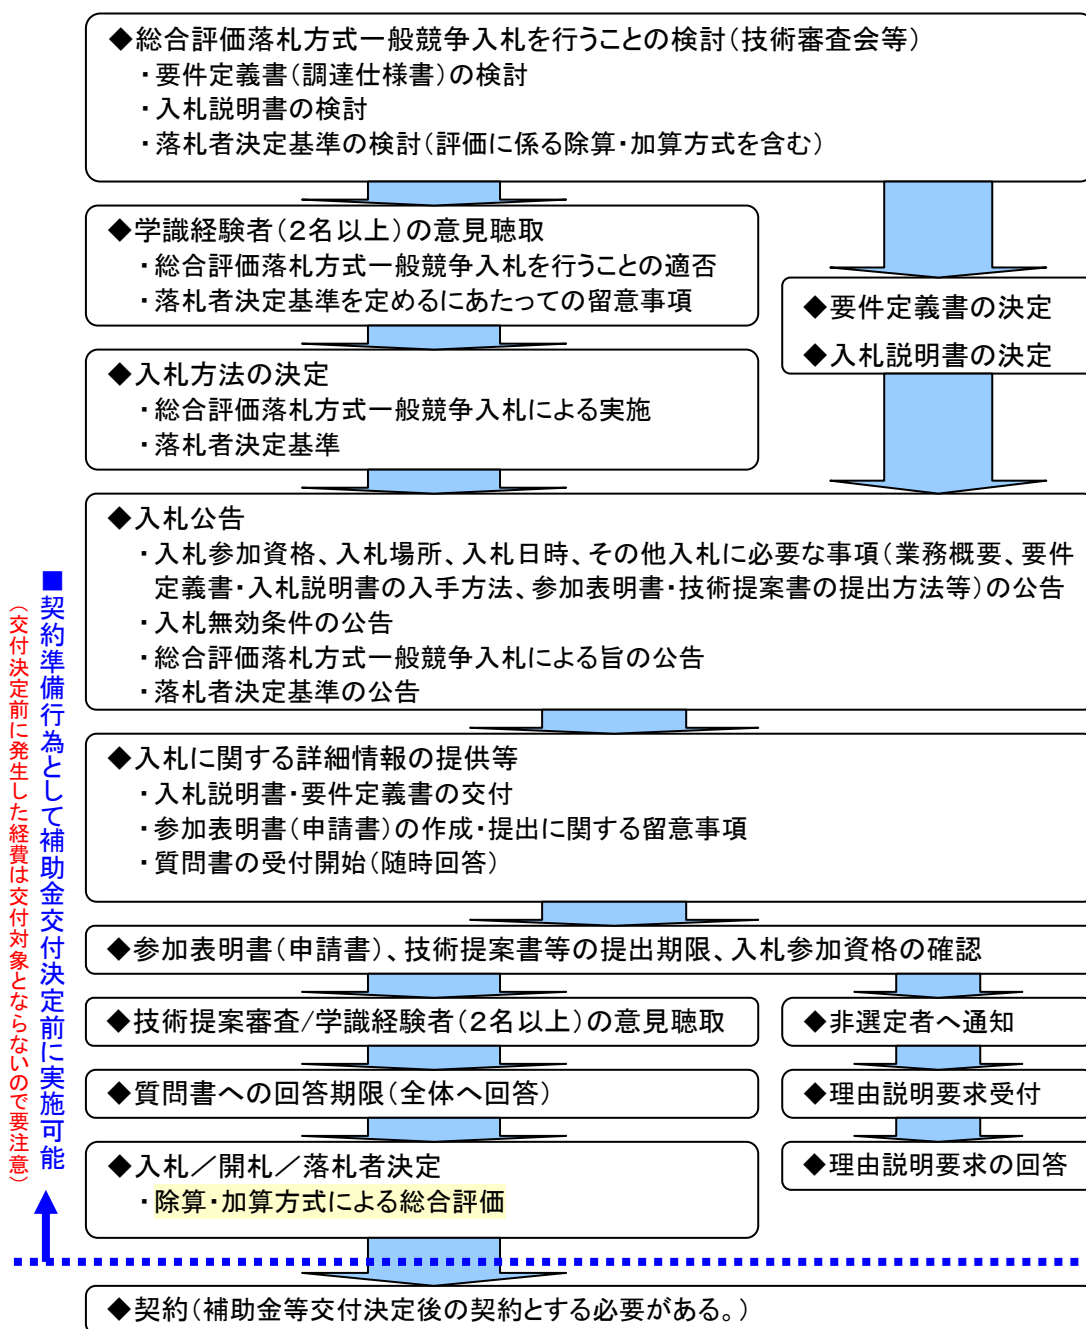 ◆総合評価落札方式一般競争入札を行うことの検討(技術審査会等)
・要件定義書(調達仕様書)の検討
・入札説明書の検討
・落札者決定基準の検討(評価に係る除算・加算方式を含む)
◆学識経験者(2名以上)の意見聴取
・総合評価落札方式一般競争入札を行うことの適否
・落札者決定基準を定めるにあたっての留意事項
◆要件定義書の決定
◆入札説明書の決定
◆入札方法の決定
・総合評価落札方式一般競争入札による実施
・落札者決定基準
◆入札公告
・入札参加資格、入札場所、入札日時、その他入札に必要な事項(業務概要、要件
定義書・入札説明書の入手方法、参加表明書・技術提案書の提出方法等)の公告
・入札無効条件の公告
・総合評価落札方式一般競争入札による旨の公告
・落札者決定基準の公告
◆入札に関する詳細情報の提供等
・入札説明書・要件定義書の交付
・参加表明書(申請書)の作成・提出に関する留意事項
・質問書の受付開始(随時回答)
◆参加表明書(申請書)、技術提案書等の提出期限、入札参加資格の確認
◆技術提案審査/学識経験者(2名以上)の意見聴取
◆非選定者へ通知
◆質問書への回答期限(全体へ回答)
◆理由説明要求受付
◆入札/開札/落札者決定
・除算・加算方式による総合評価
◆理由説明要求の回答
◆契約(補助金等交付決定後の契約とする必要がある。)
■契約準備行為として補助金交付決定前に実施可能
(交付決定前に発生した経費は交付対象とならないので要注意)